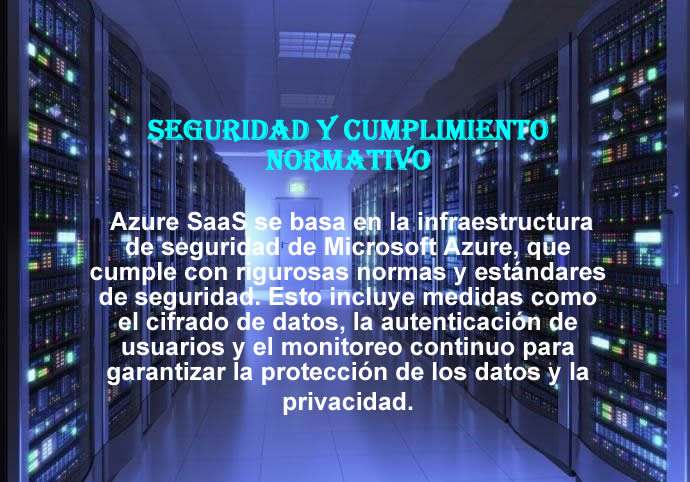 SEGURIDAD Y CUMPLIMIENTO
NORMATIVO
Azure SaaS se basa en la infraestructura
de seguridad de Microsoft Azure, que
cumple con rigurosas normas y estándares
de seguridad. Esto incluye medidas como
el cifrado de datos, la autenticación de
usuarios y el monitoreo continuo para
garantizar la protección de los datos y la
privacidad.